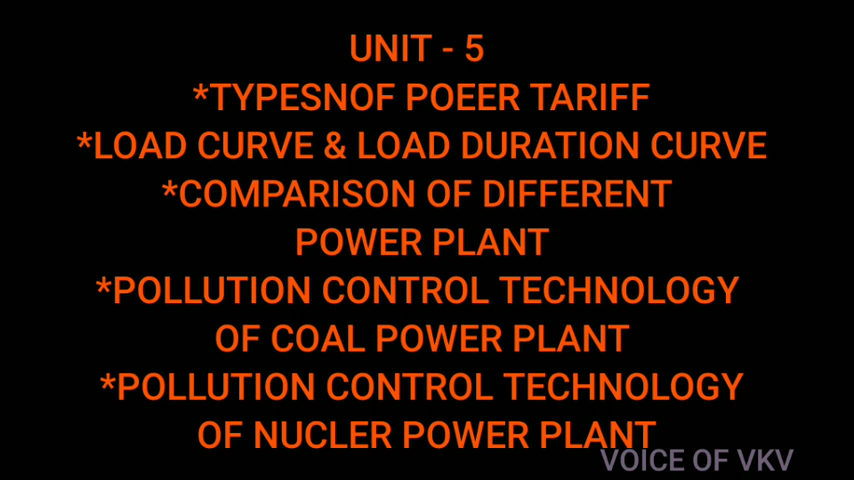 UNIT - 5
*TYPESNOF POEER TARIFF
*LOAD CURVE & LOAD DURATION CURVE
*COMPARISON OF DIFFERENT
POWER PLANT
*POLLUTION CONTROL TECHNOLOGY
OF COAL POWER PLANT
*POLLUTION CONTROL TECHNOLOGY
OF NUCLER POWER PLANT
VOICE OF VKV